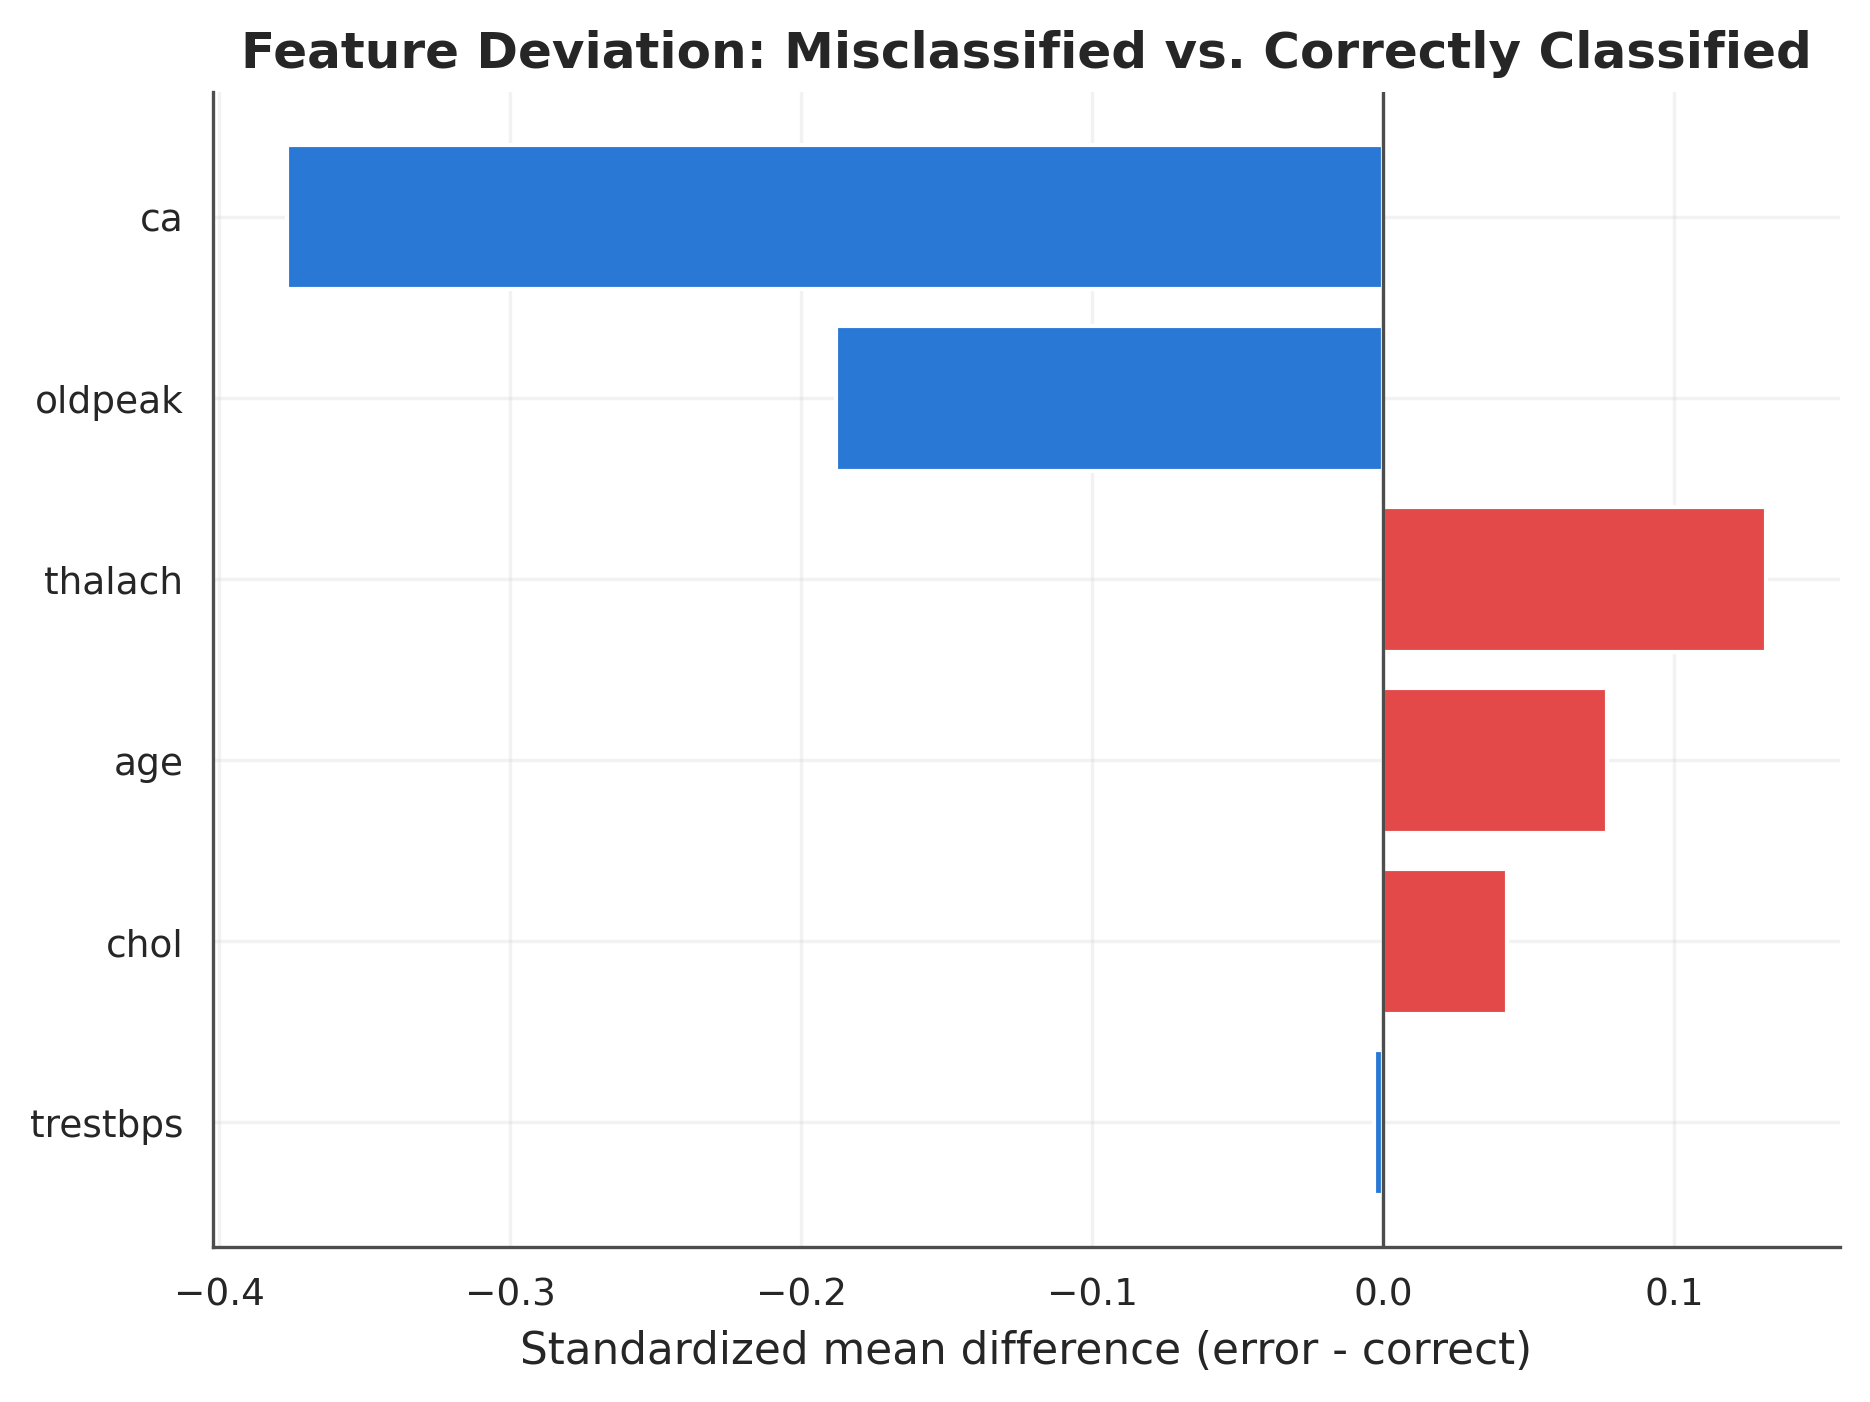 Feature Deviation: Misclassified vs. Correctly Classified
ca
oldpeak
thalach
age
chol
trestbps
−0.4 −0.3 −0.2 −0.1 0.0 0.1
Standardized mean difference (error - correct)